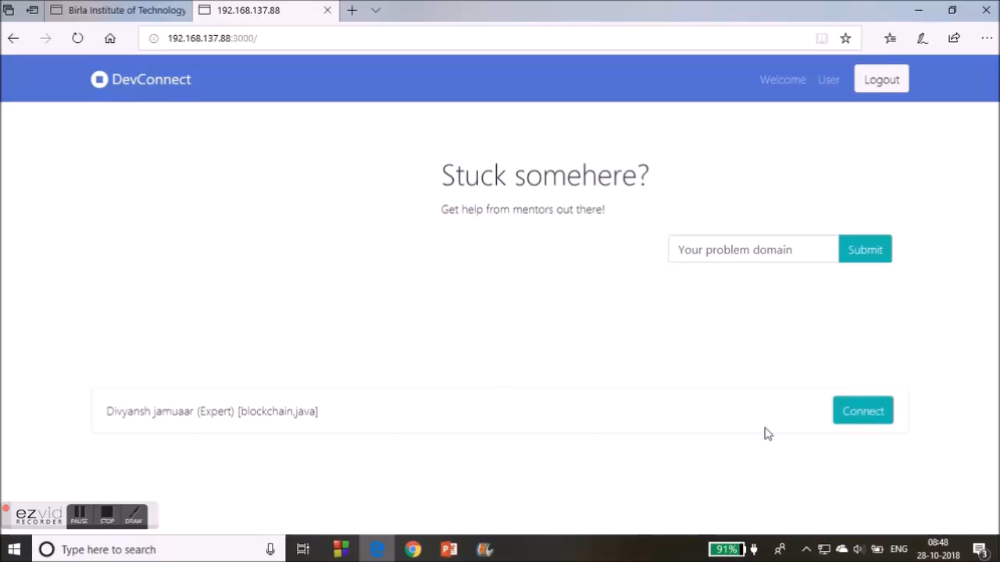 Birla Institute of Technology
192.168.137.88
192.168.137.88:3000/
DevConnect
Welcome
User
Logout
Stuck somehere?
Get help from mentors out there!
Your problem domain
Submit
Divyansh jamuaar (Expert) [blockchain,java]
Connect
ezvid
RECORDER
PAUSE
STOP
DRAW
Type here to search
91%
ENG
08:48
28-10-2018
3